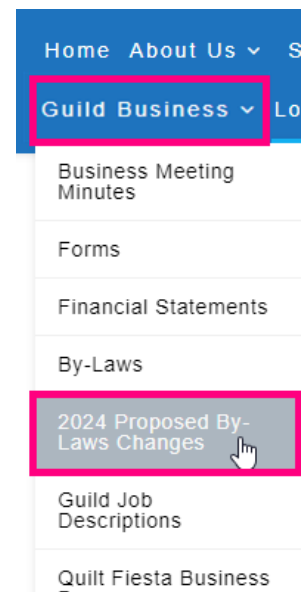 Home About Us S
Guild Business Lo
Business Meeting
Minutes
Forms
Financial Statements
By-Laws
2024 Proposed By-
Laws Changes
Guild Job
Descriptions
Quilt Fiesta Business